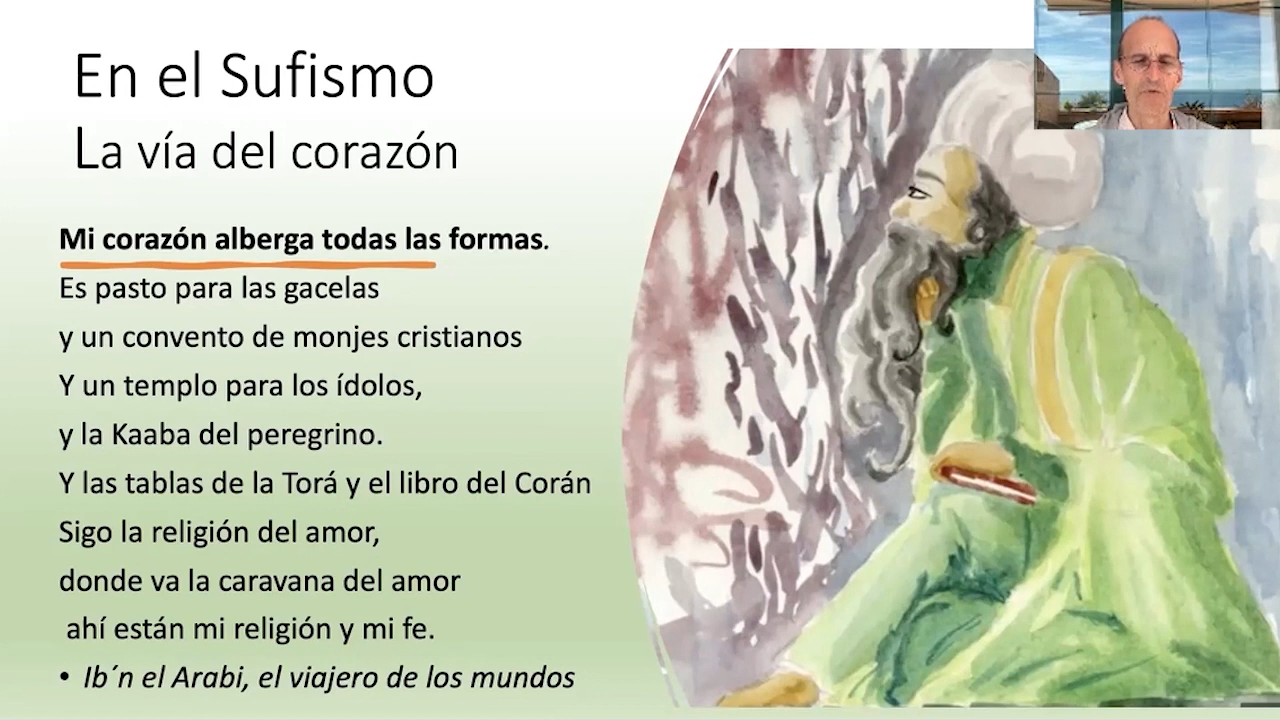 En el Sufismo
La vía del corazón
Mi corazón alberga todas las formas.
Es pasto para las gacelas
y un convento de monjes cristianos
Y un templo para los ídolos,
y la Kaaba del peregrino.
Y las tablas de la Torá y el libro del Corán
Sigo la religión del amor,
donde va la caravana del amor
ahí están mi religión y mi fe.
• Ib´n el Arabi, el viajero de los mundos